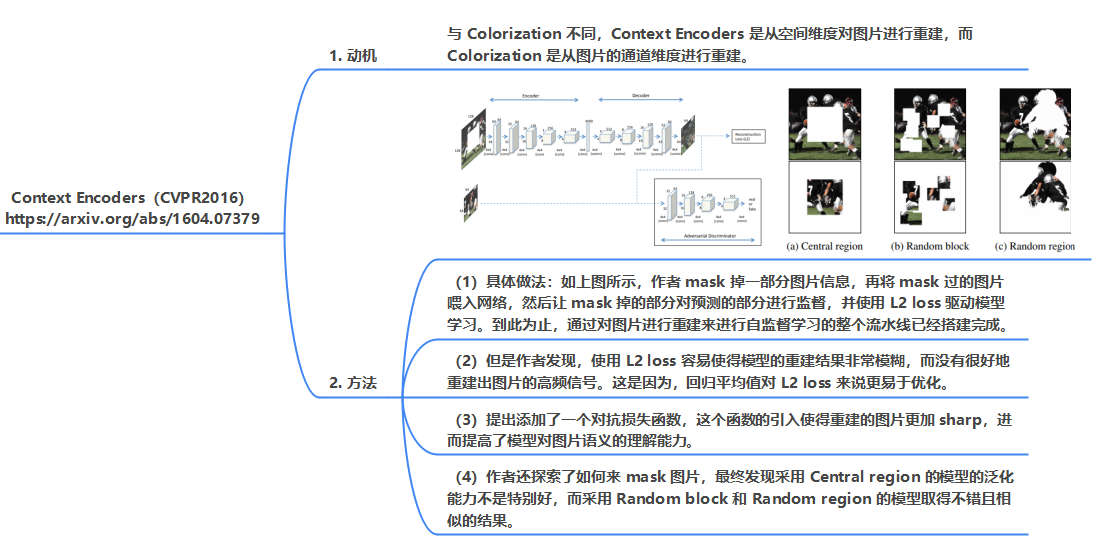 Context Encoders（CVPR2016）
https://arxiv.org/abs/1604.07379
1. 动机
与 Colorization 不同，Context Encoders 是从空间维度对图片进行重建，而
Colorization 是从图片的通道维度进行重建。
Encoder
Decoder
Reconstruction
Loss (L2)
real
or
fake
Adversarial Discriminator
(a) Central region
(b) Random block
(c) Random region
2. 方法
（1）具体做法：如上图所示，作者 mask 掉一部分图片信息，再将 mask 过的图片
喂入网络，然后让 mask 掉的部分对预测的部分进行监督，并使用 L2 loss 驱动模型
学习。到此为止，通过对图片进行重建来进行自监督学习的整个流水线已经搭建完成。
（2）但是作者发现，使用 L2 loss 容易使得模型的重建结果非常模糊，而没有很好地
重建出图片的高频信号。这是因为，回归平均值对 L2 loss 来说更易于优化。
（3）提出添加了一个对抗损失函数，这个函数的引入使得重建的图片更加 sharp，进
而提高了模型对图片语义的理解能力。
（4）作者还探索了如何来 mask 图片，最终发现采用 Central region 的模型的泛化
能力不是特别好，而采用 Random block 和 Random region 的模型取得不错且相
似的结果。